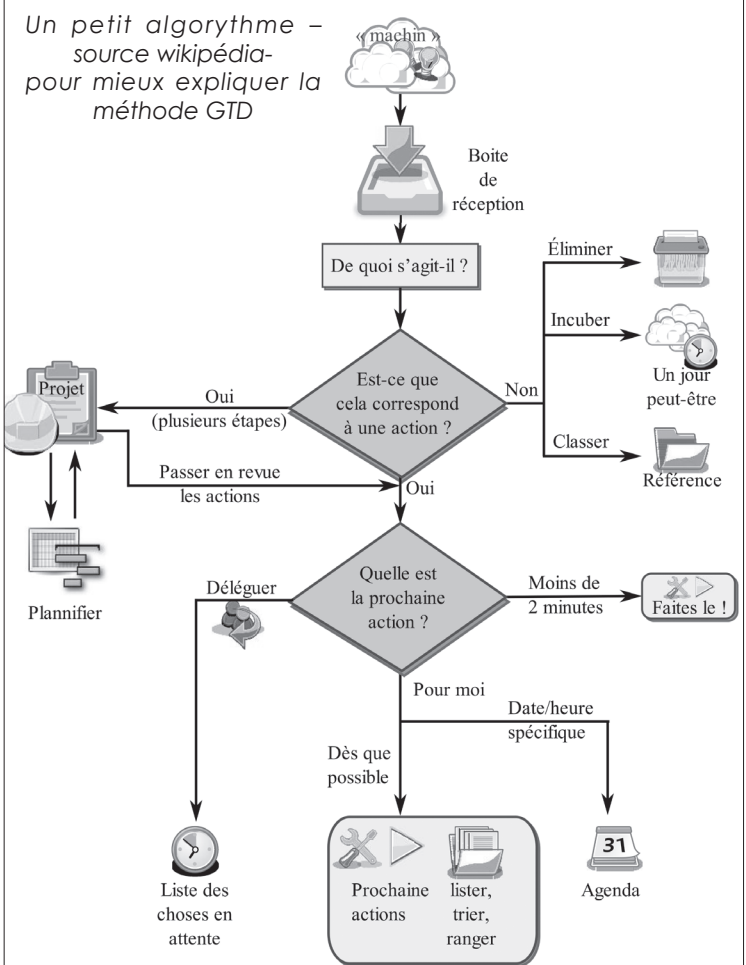 Un petit algorythme –
source wikipédia-
pour mieux expliquer la
méthode GTD
« machin »
Boite
de
réception
De quoi s’agit-il ?
Éliminer
Incuber
Un jour
peut-être
Classer
Référence
Non
Est-ce que
cela correspond
à une action ?
Oui
(plusieurs étapes)
Projet
Passer en revue
les actions
Oui
Plannifier
Déléguer
Quelle est
la prochaine
action ?
Moins de
2 minutes
Faites le !
Pour moi
Date/heure
spécifique
Dès que
possible
Liste des
choses en
attente
Prochaine
actions
lister,
trier,
ranger
31
Agenda